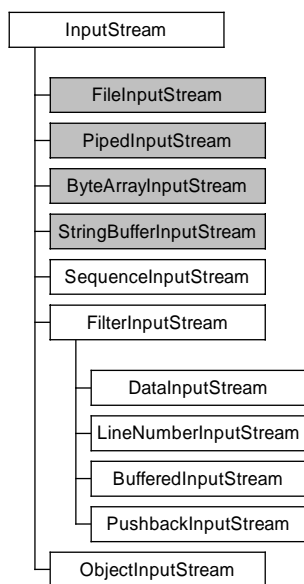 InputStream
FileInputStream
PipedInputStream
ByteArrayInputStream
StringBufferInputStream
SequenceInputStream
FilterInputStream
DataInputStream
LineNumberInputStream
BufferedInputStream
PushbackInputStream
ObjectInputStream